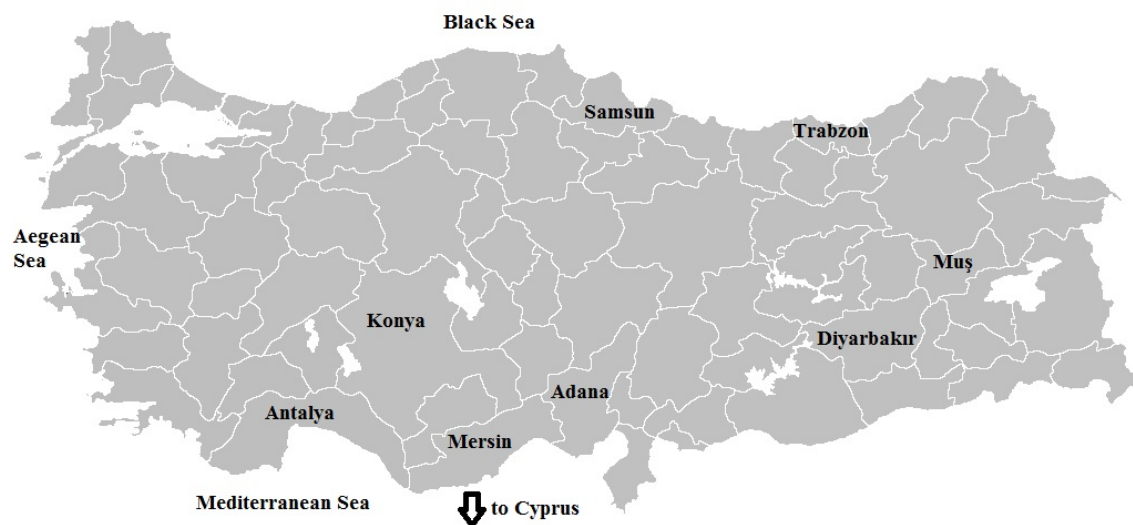 Black Sea
Samsun
Trabzon
Aegean
Sea
Muş
Konya
Diyarbakır
Adana
Antalya
Mersin
Mediterranean Sea
to Cyprus